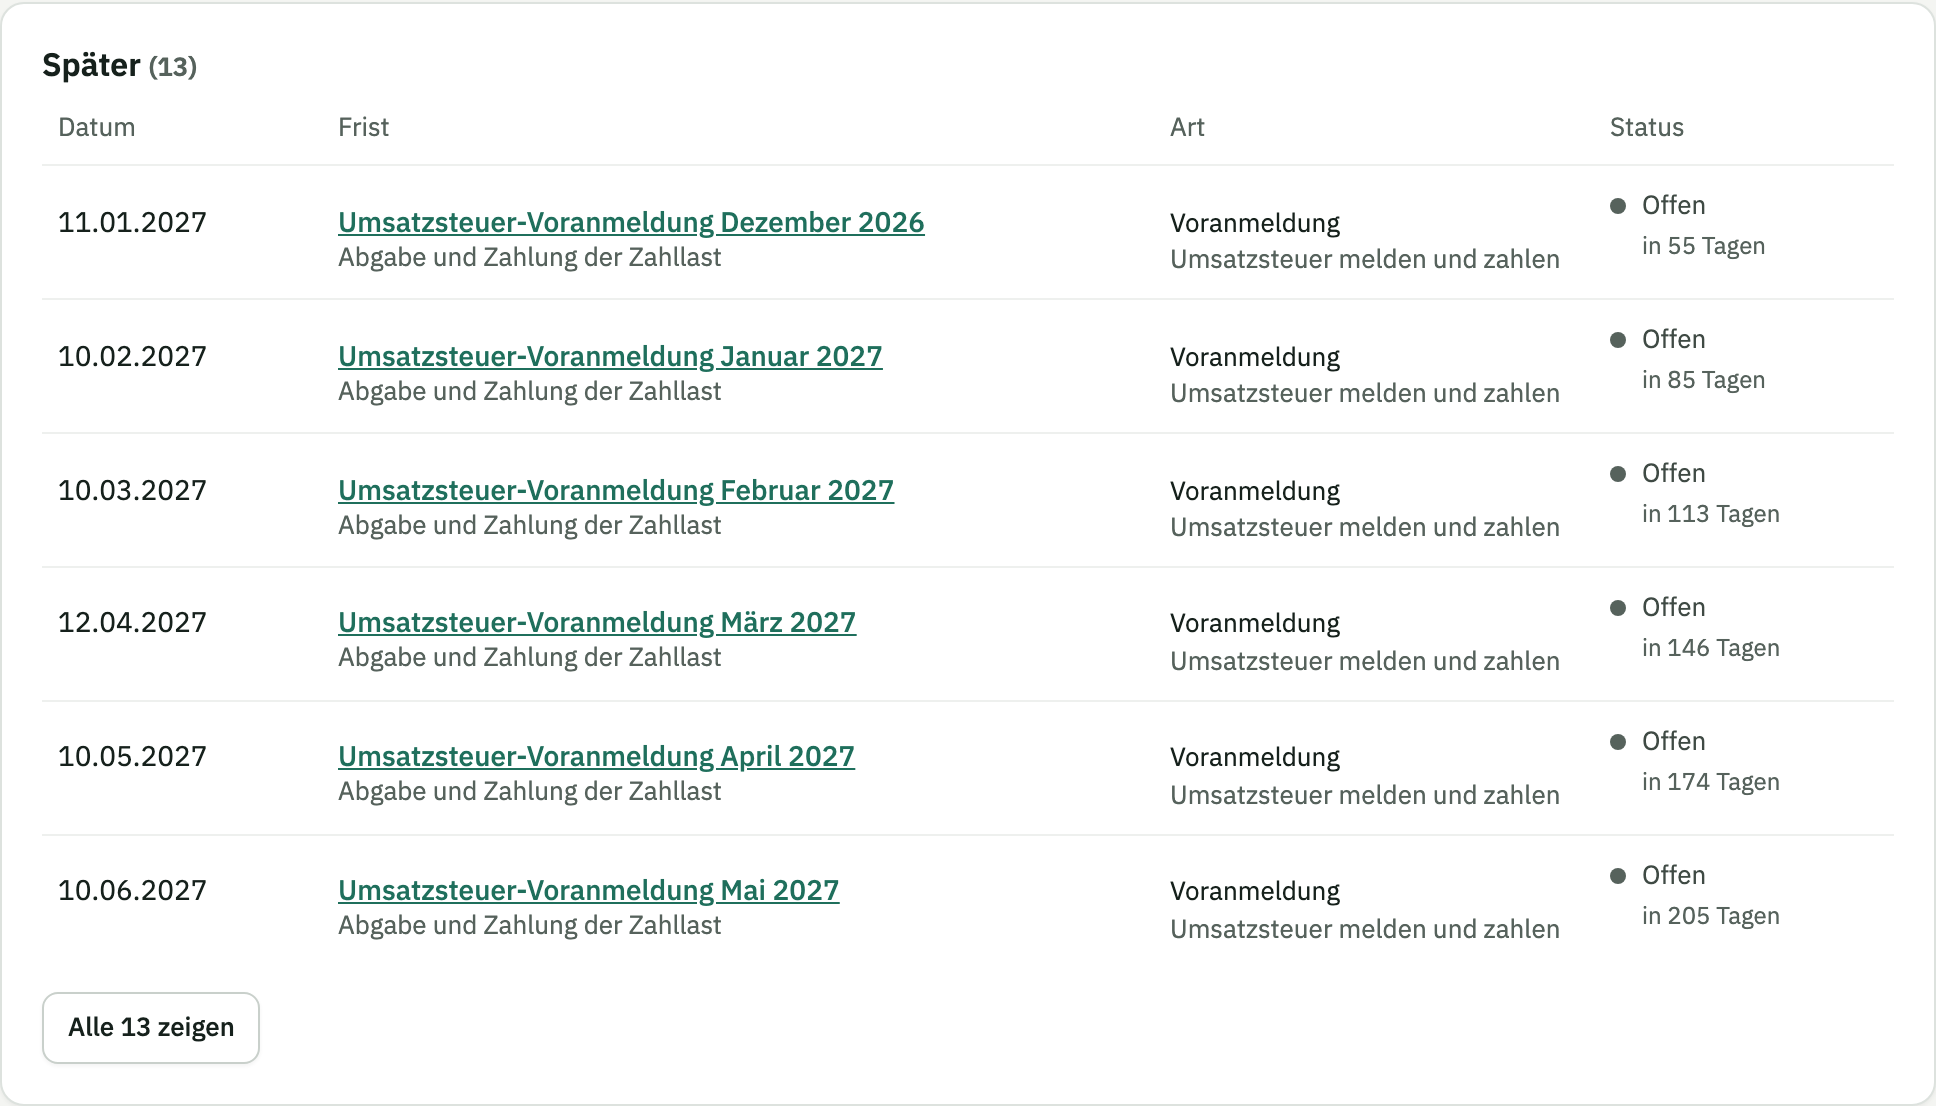 Später (13)
Datum Frist Art Status
11.01.2027 Umsatzsteuer-Voranmeldung Dezember 2026 Voranmeldung Offen
Abgabe und Zahlung der Zahllast Umsatzsteuer melden und zahlen in 55 Tagen
10.02.2027 Umsatzsteuer-Voranmeldung Januar 2027 Voranmeldung Offen
Abgabe und Zahlung der Zahllast Umsatzsteuer melden und zahlen in 85 Tagen
10.03.2027 Umsatzsteuer-Voranmeldung Februar 2027 Voranmeldung Offen
Abgabe und Zahlung der Zahllast Umsatzsteuer melden und zahlen in 113 Tagen
12.04.2027 Umsatzsteuer-Voranmeldung März 2027 Voranmeldung Offen
Abgabe und Zahlung der Zahllast Umsatzsteuer melden und zahlen in 146 Tagen
10.05.2027 Umsatzsteuer-Voranmeldung April 2027 Voranmeldung Offen
Abgabe und Zahlung der Zahllast Umsatzsteuer melden und zahlen in 174 Tagen
10.06.2027 Umsatzsteuer-Voranmeldung Mai 2027 Voranmeldung Offen
Abgabe und Zahlung der Zahllast Umsatzsteuer melden und zahlen in 205 Tagen
Alle 13 zeigen